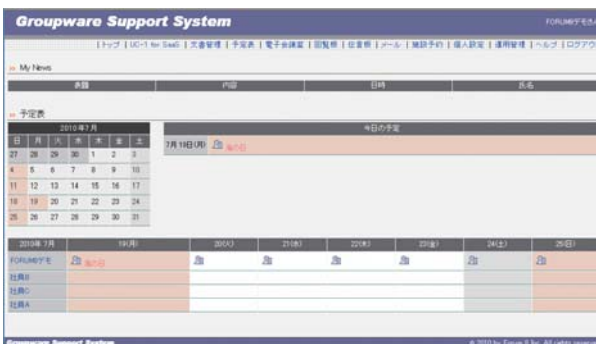 Groupware Support System
FORUM8デモさん
| トップ | UC-1 for SaaS | 文書管理 | 予定表 | 電子会議室 | 回覧板 | 伝言板 | メール | 施設予約 | 個人設定 | 運用管理 | ヘルプ | ログアウ
My News
表題 内容 日時 氏名
予定表
2010年7月
日 月 火 水 木 金 土
27 28 29 30 1 2 3
4 5 6 7 8 9 10
11 12 13 14 15 16 17
18 19 20 21 22 23 24
25 26 27 28 29 30 31
今日の予定
7月19日(月) 海の日
2010年 7月 19(月) 20(火) 21(水) 22(木) 23(金) 24(土) 25(日)
FORUM8デモ 海の日
社員B
社員C
社員A
Groupware Support System
© 2010 by Forum 8 Inc. All rights reserve